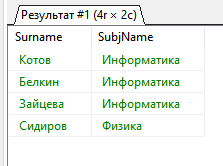 Результат #1 (4r × 2c)
Surname SubjName
Котов Информатика
Белкин Информатика
Зайцева Информатика
Сидиров Физика